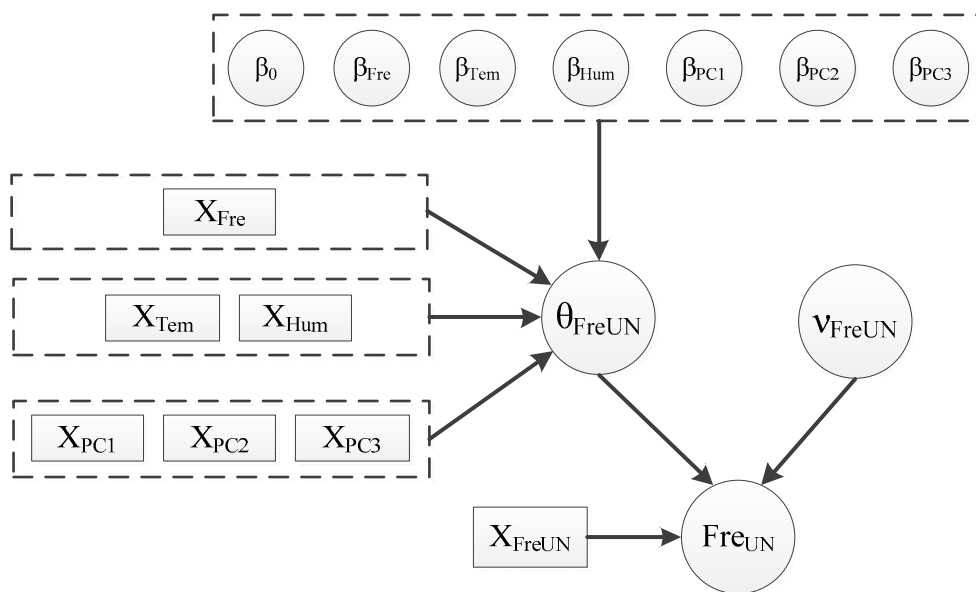 β0 βFre βTem βHum βPC1 βPC2 βPC3
XFre
XTem XHum
θFreUN
νFreUN
XPC1 XPC2 XPC3
XFreUN
FreUN